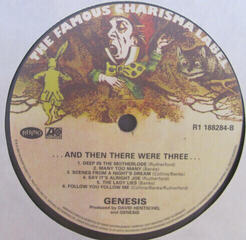 THE FAMOUS CHARISMA LABEL
R1 188284-B
RHINO
...AND THEN THERE WERE THREE...
1. DEEP IN THE MOTHERLODE (Rutherford)
2. MANY TOO MANY (Banks)
3. SCENES FROM A NIGHT'S DREAM (Collins/Banks)
4. SAY IT'S ALRIGHT JOE (Rutherford)
5. THE LADY LIES (Banks)
6. FOLLOW YOU FOLLOW ME (Collins/Banks/Rutherford)
GENESIS
Produced by DAVID HENTSCHEL
and GENESIS